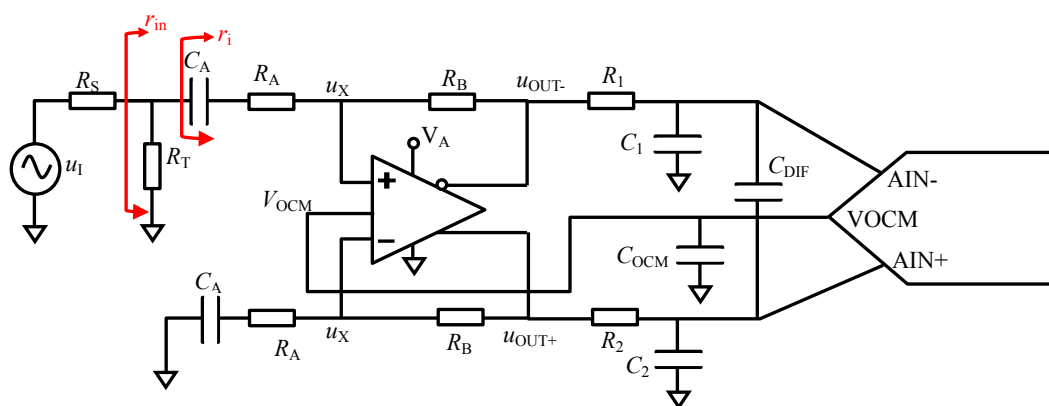 r_in
r_i
C_A
R_S
R_A
u_X
R_B
u_OUT-
R_1
V_A
C_1
u_I
R_T
C_DIF
+
AIN-
V_OCM
VOCM
−
C_OCM
AIN+
C_A
R_A
u_X
R_B
u_OUT+
R_2
C_2